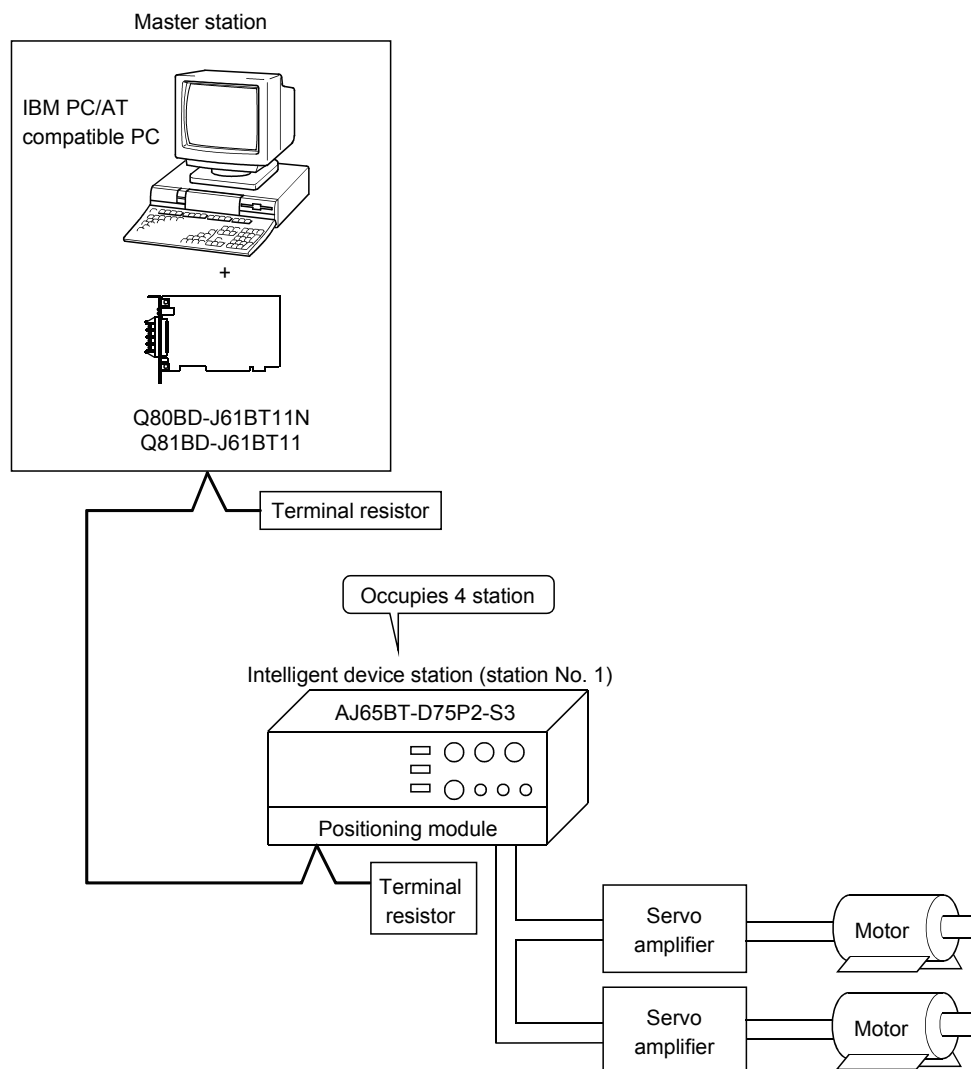 Master station
IBM PC/AT
compatible PC
+
Q80BD-J61BT11N
Q81BD-J61BT11
Terminal resistor
Occupies 4 station
Intelligent device station (station No. 1)
AJ65BT-D75P2-S3
Positioning module
Terminal
resistor
Servo
amplifier
Motor
Servo
amplifier
Motor